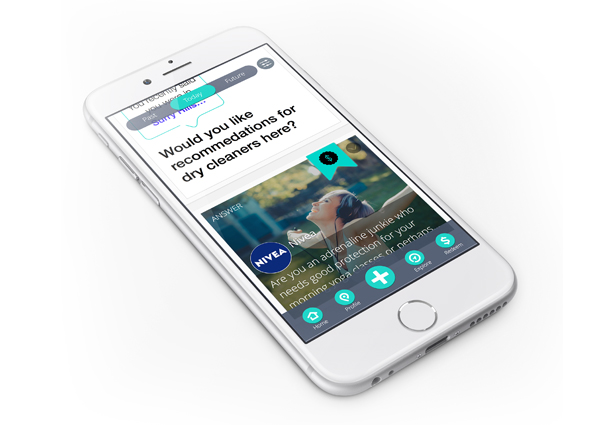 You recently said
you were in
Surry Hills...
Past
Today
Future
Would you like
recommedations for
dry cleaners here?
ANSWER
$
NIVEA
Nivea
Are you an adrenaline junkie who
needs good protection for your
morning yoga classes or perhaps
Home
Profile
Explore
$
Redeem